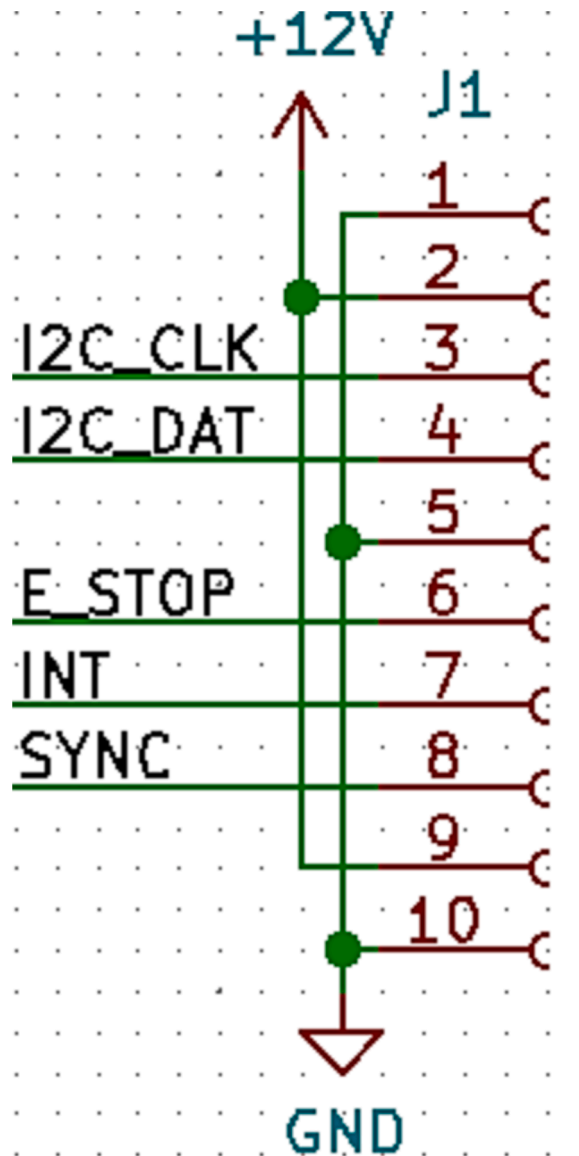 +12V
J1
1
2
I2C_CLK 3
I2C_DAT 4
5
E_STOP 6
INT 7
SYNC 8
9
10
GND